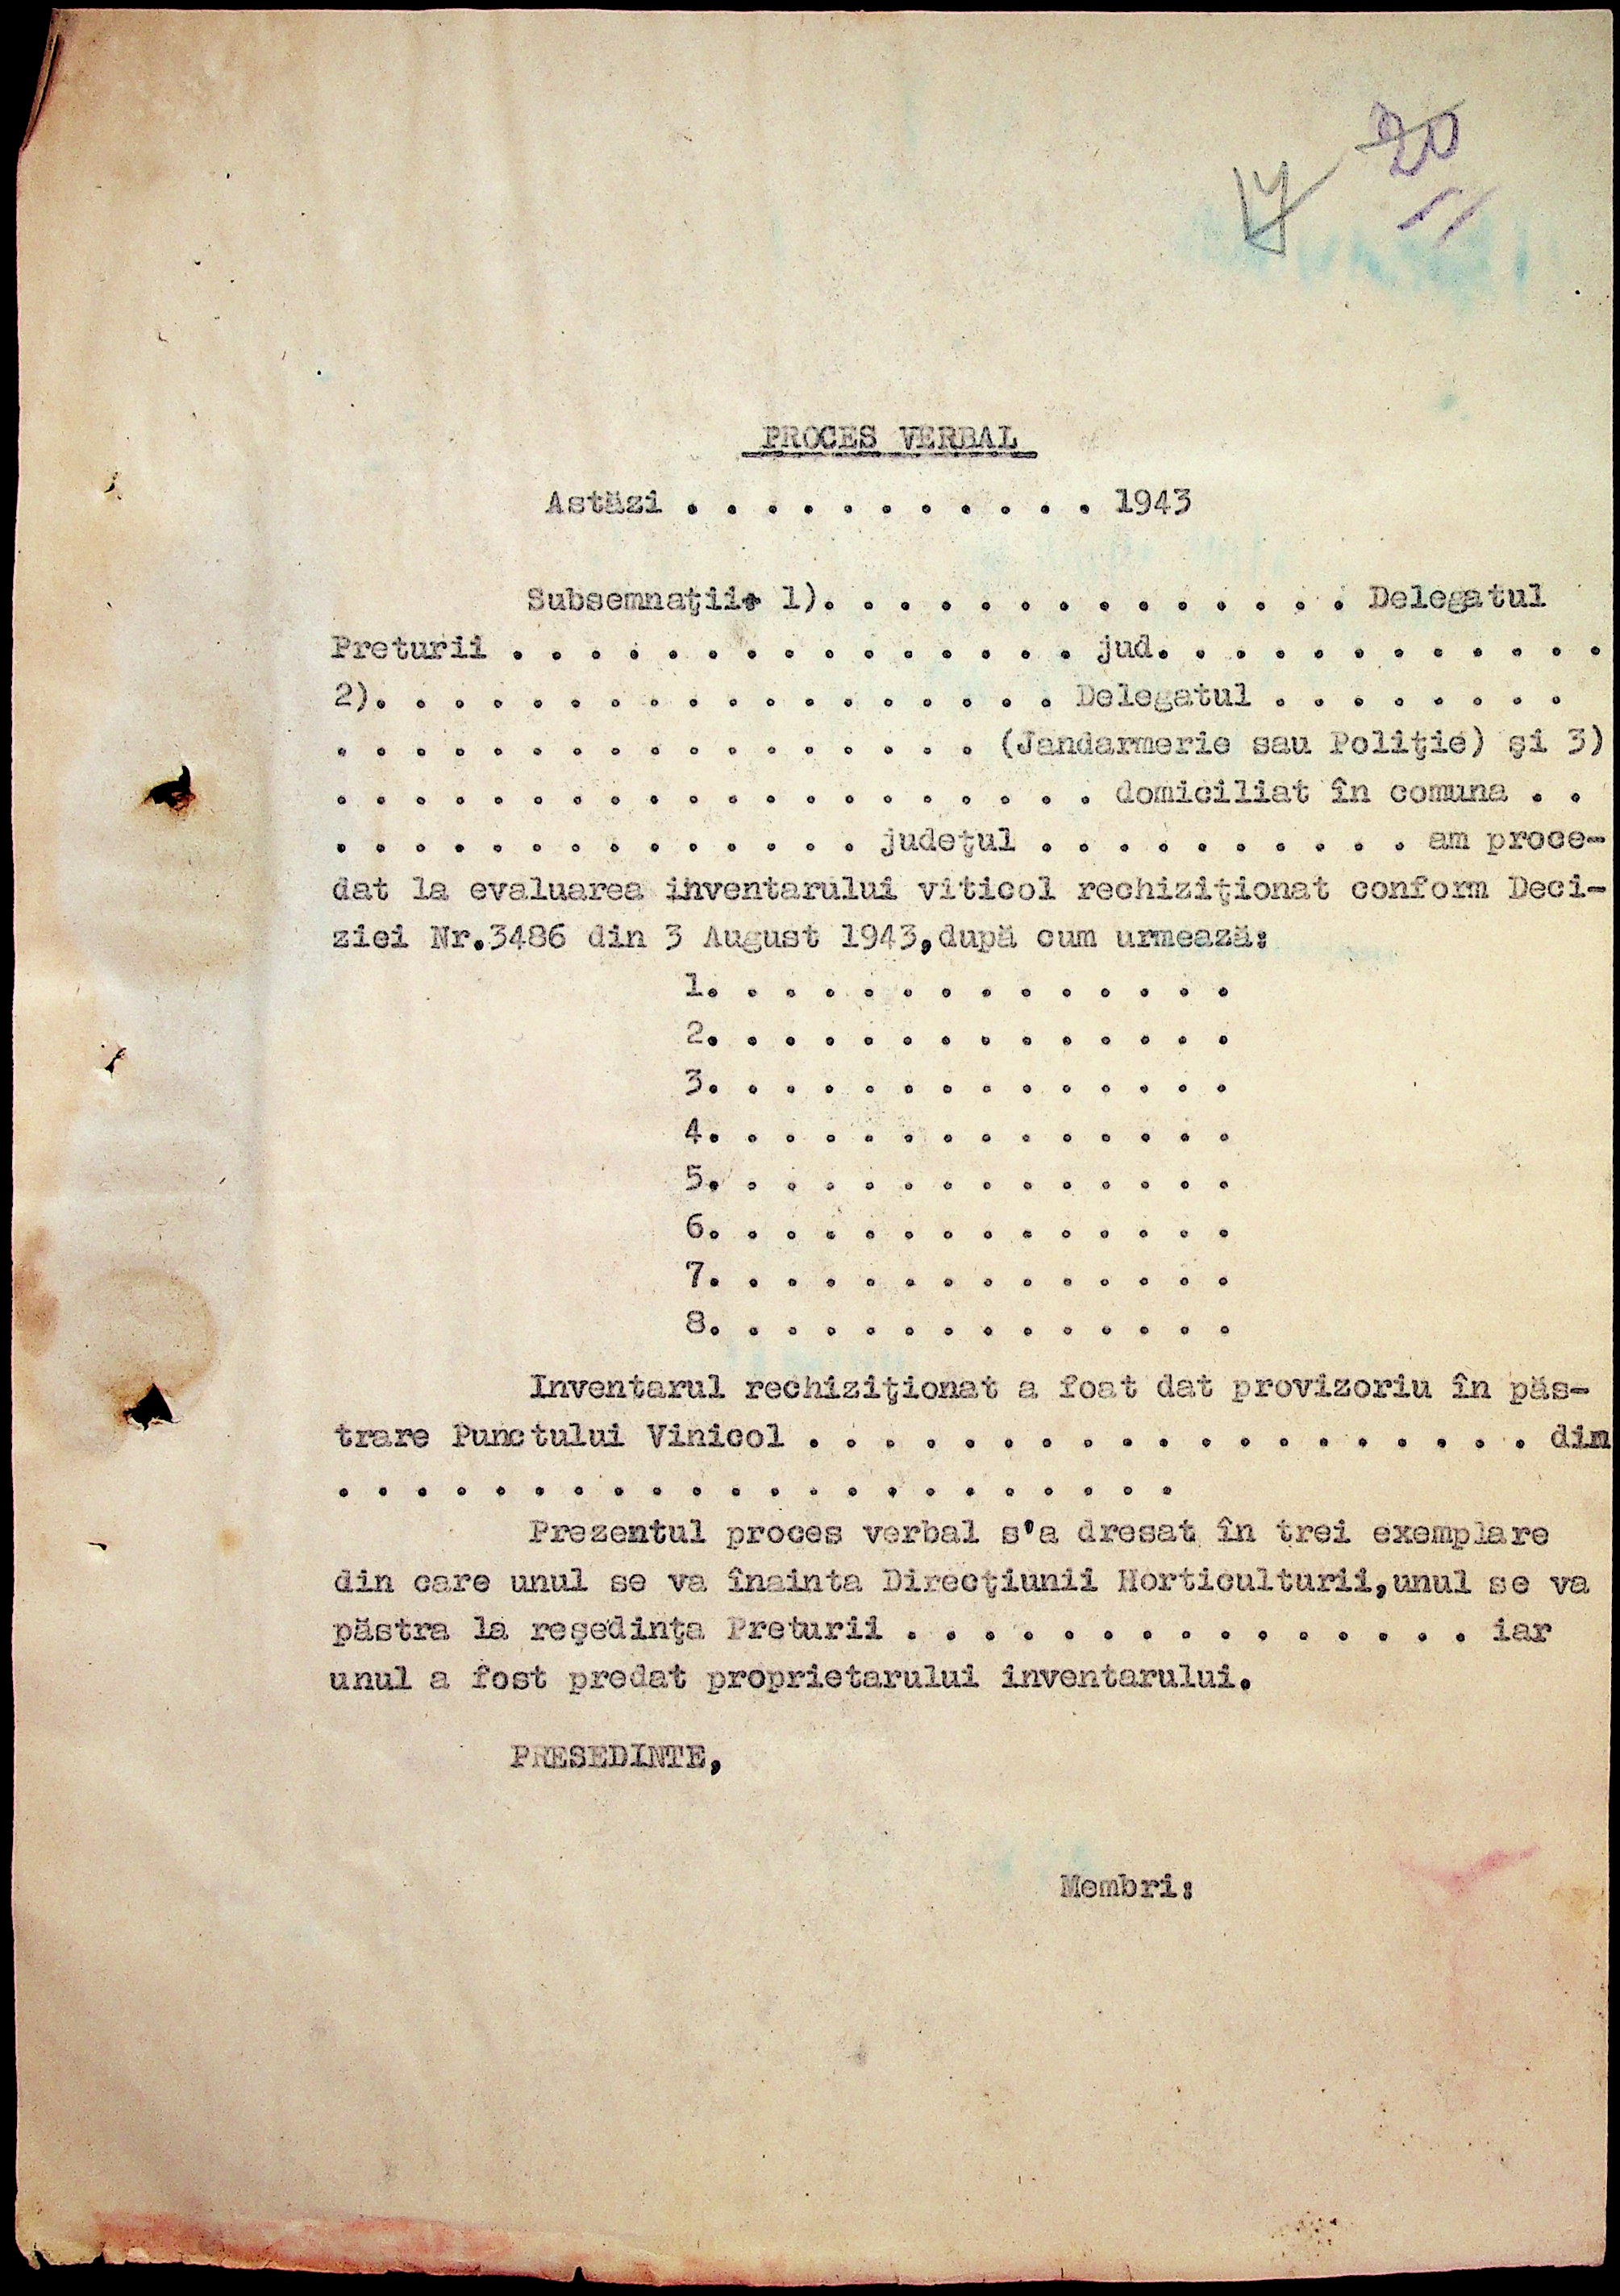 20
11
PROCES VERBAL
Astăzi . . . . . . . . . . . 1943
Subsemnaţii: 1). . . . . . . . . . . . . . Delegatul
Preturii . . . . . . . . . . . . . . . jud. . . . . . . . . . . .
2). . . . . . . . . . . . . . . . . . Delegatul . . . . . . . .
. . . . . . . . . . . . . . . . . (Jandarmerie sau Poliţie) şi 3)
. . . . . . . . . . . . . . . . . . . . domiciliat în comuna . .
. . . . . . . . . . . . . . judeţul . . . . . . . . . . am proce-
dat la evaluarea inventarului viticol rechiziţionat conform Deci-
ziei Nr.3486 din 3 August 1943,după cum urmează:
1. . . . . . . . . . . . . .
2. . . . . . . . . . . . . .
3. . . . . . . . . . . . . .
4. . . . . . . . . . . . . .
5. . . . . . . . . . . . . .
6. . . . . . . . . . . . . .
7. . . . . . . . . . . . . .
8. . . . . . . . . . . . . .
Inventarul rechiziţionat a foat dat provizoriu în păs-
trare Punctului Vinicol . . . . . . . . . . . . . . . . . . . din
. . . . . . . . . . . . . . . . . . . . . .
Prezentul proces verbal s'a dresat în trei exemplare
din care unul se va înainta Direcţiunii Horticulturii,unul se va
păstra la reşedinţa Preturii . . . . . . . . . . . . . . . iar
unul a fost predat proprietarului inventarului.
PRESEDINTE,
Membri: